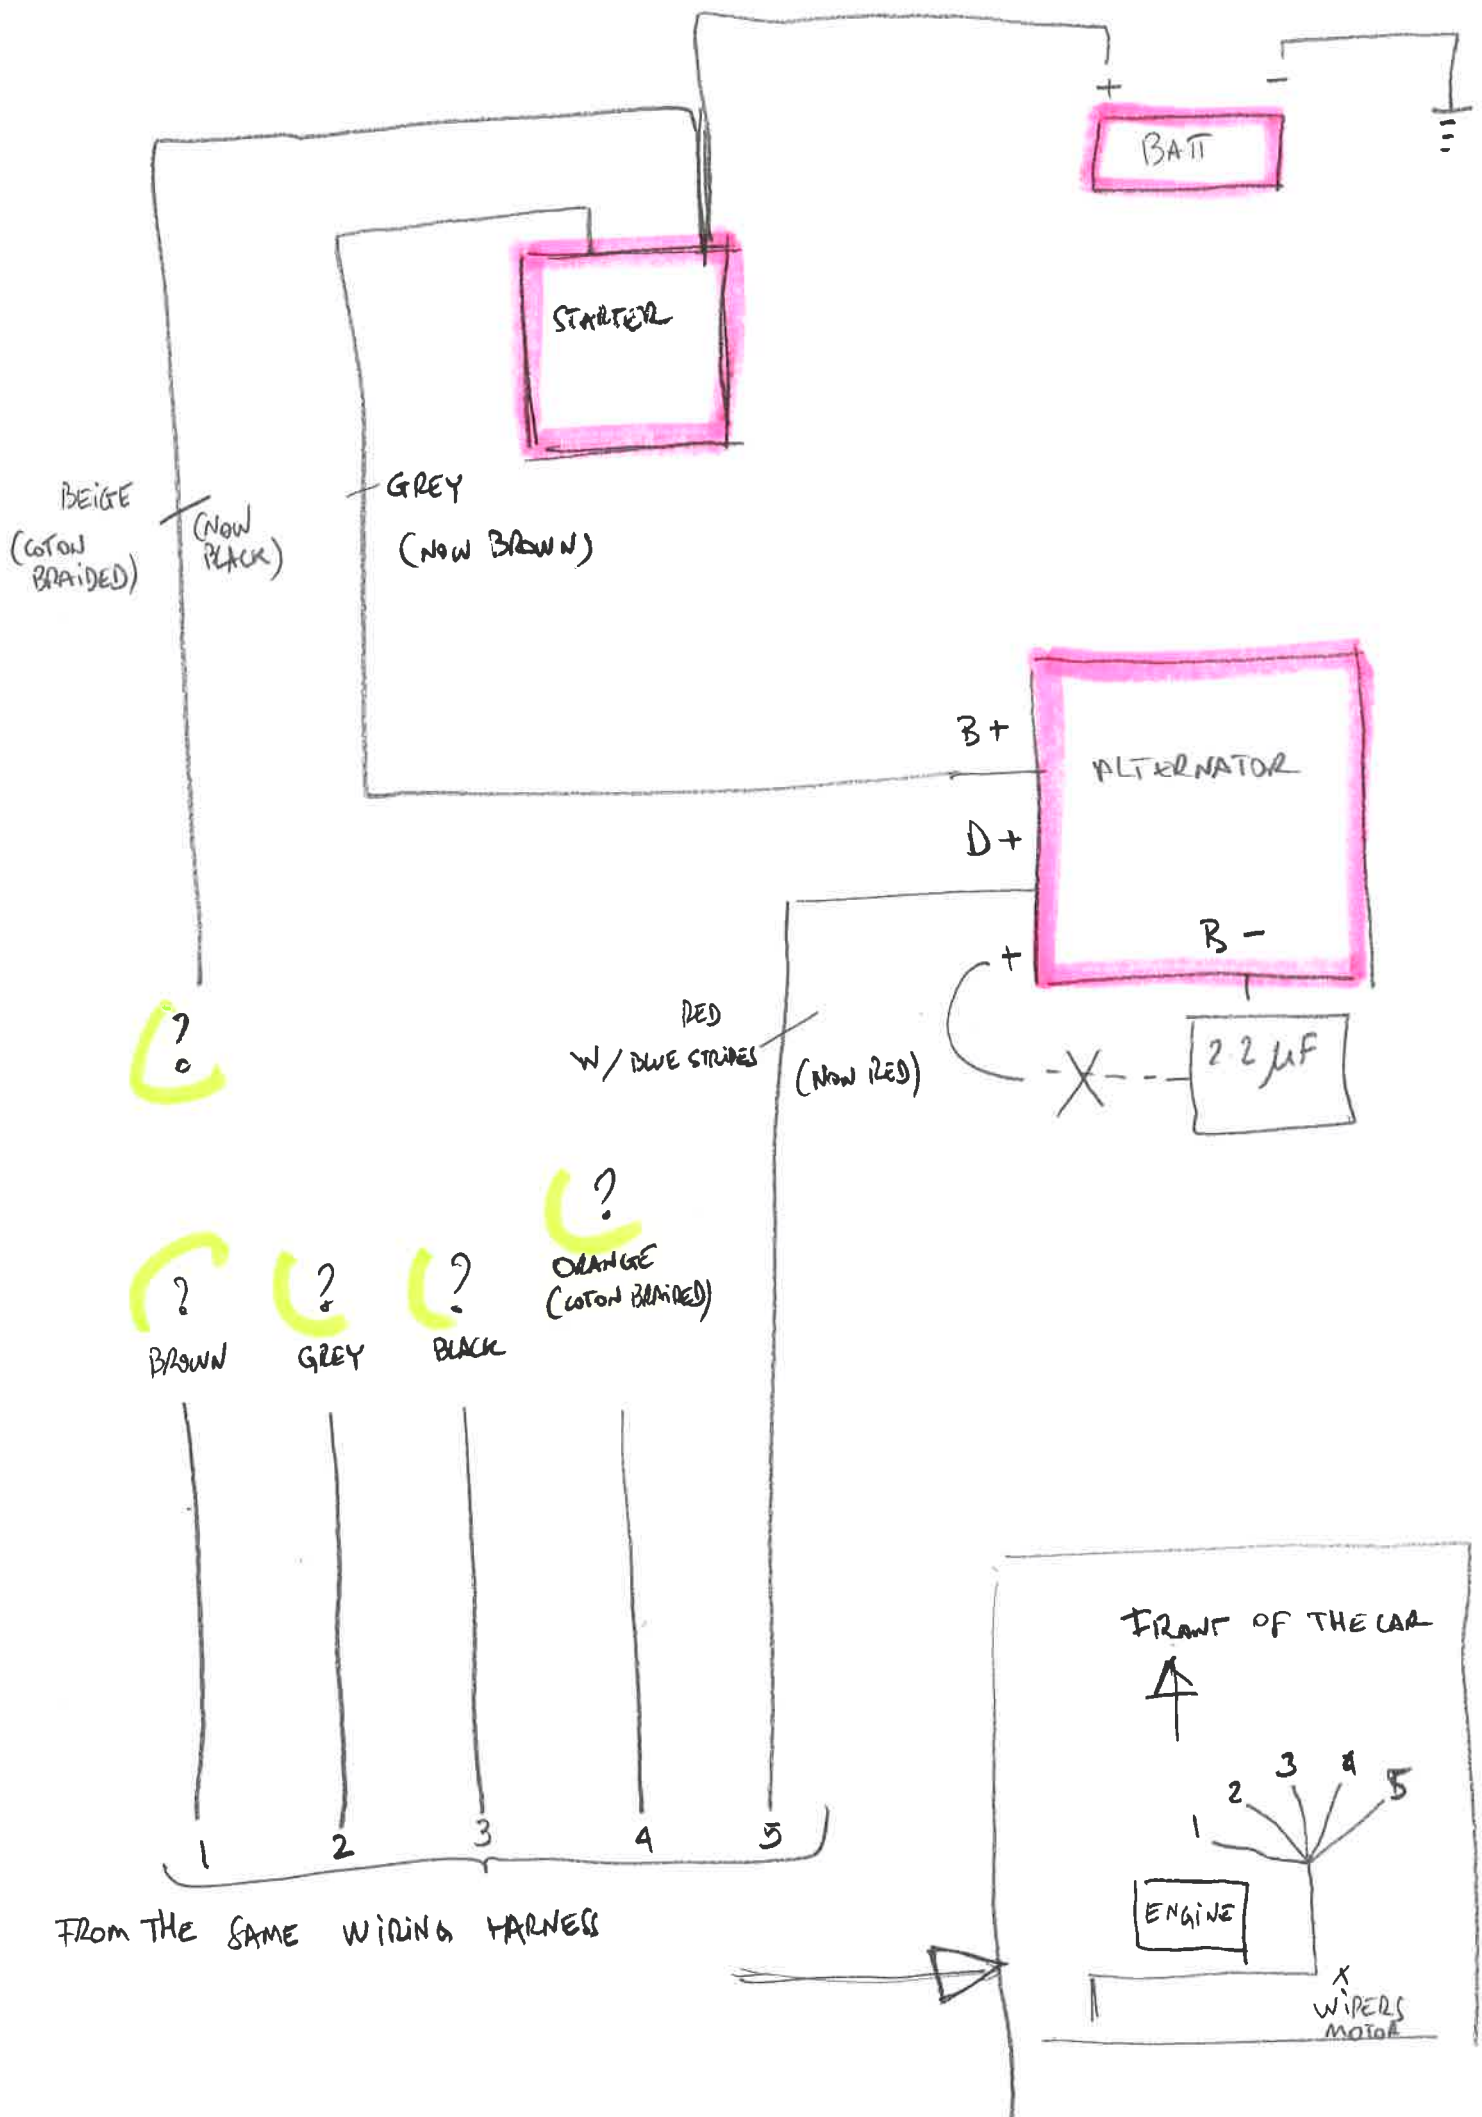 + -
BATT
STARTER
BEIGE
(COTON
BRAIDED)
(NOW
BLACK)
GREY
(NOW BROWN)
B+
ALTERNATOR
D+
B -
+
RED
W/ BLUE STRIPES
(NOW RED)
2.2 µF
?
?
ORANGE
(COTON BRAIDED)
? ? ?
BROWN GREY BLACK
1 2 3 4 5
FROM THE SAME WIRING HARNESS
FRONT OF THE CAR
1 2 3 4 5
ENGINE
X
WIPERS
MOTOR